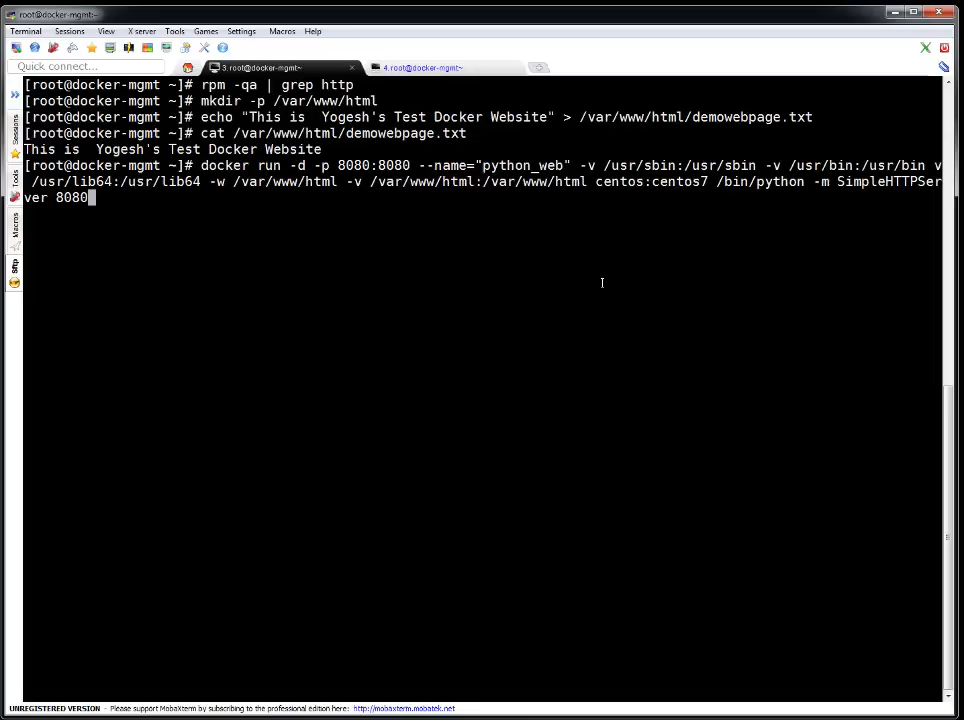 root@docker-mgmt:~
Terminal Sessions View X server Tools Games Settings Macros Help
Quick connect... 3.root@docker-mgmt~ 4.root@docker-mgmt~
Sessions
Tools
Macros
Sftp
[root@docker-mgmt ~]# rpm -qa | grep http
[root@docker-mgmt ~]# mkdir -p /var/www/html
[root@docker-mgmt ~]# echo "This is  Yogesh's Test Docker Website" > /var/www/html/demowebpage.txt
[root@docker-mgmt ~]# cat /var/www/html/demowebpage.txt
This is  Yogesh's Test Docker Website
[root@docker-mgmt ~]# docker run -d -p 8080:8080 --name="python_web" -v /usr/sbin:/usr/sbin -v /usr/bin:/usr/bin v
 /usr/lib64:/usr/lib64 -w /var/www/html -v /var/www/html:/var/www/html centos:centos7 /bin/python -m SimpleHTTPSer
ver 8080
UNREGISTERED VERSION - Please support MobaXterm by subscribing to the professional edition here: http://mobaxterm.mobatek.net